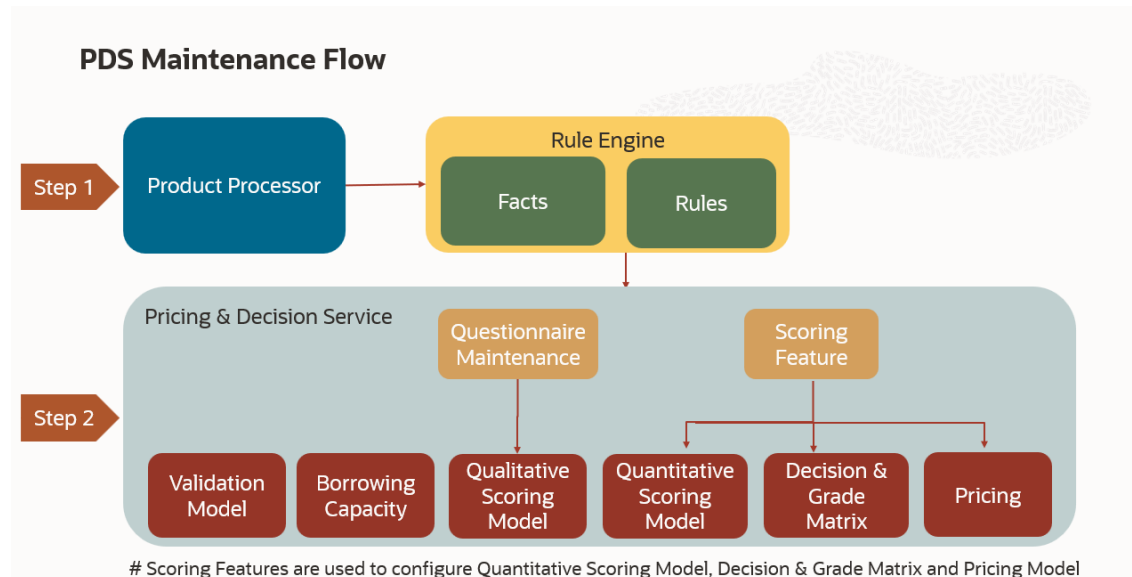 PDS Maintenance Flow
Step 1
Product Processor
Rule Engine
Facts
Rules
Step 2
Pricing & Decision Service
Questionnaire
Maintenance
Scoring
Feature
Validation
Model
Borrowing
Capacity
Qualitative
Scoring
Model
Quantitative
Scoring
Model
Decision &
Grade
Matrix
Pricing
# Scoring Features are used to configure Quantitative Scoring Model, Decision & Grade Matrix and Pricing Model